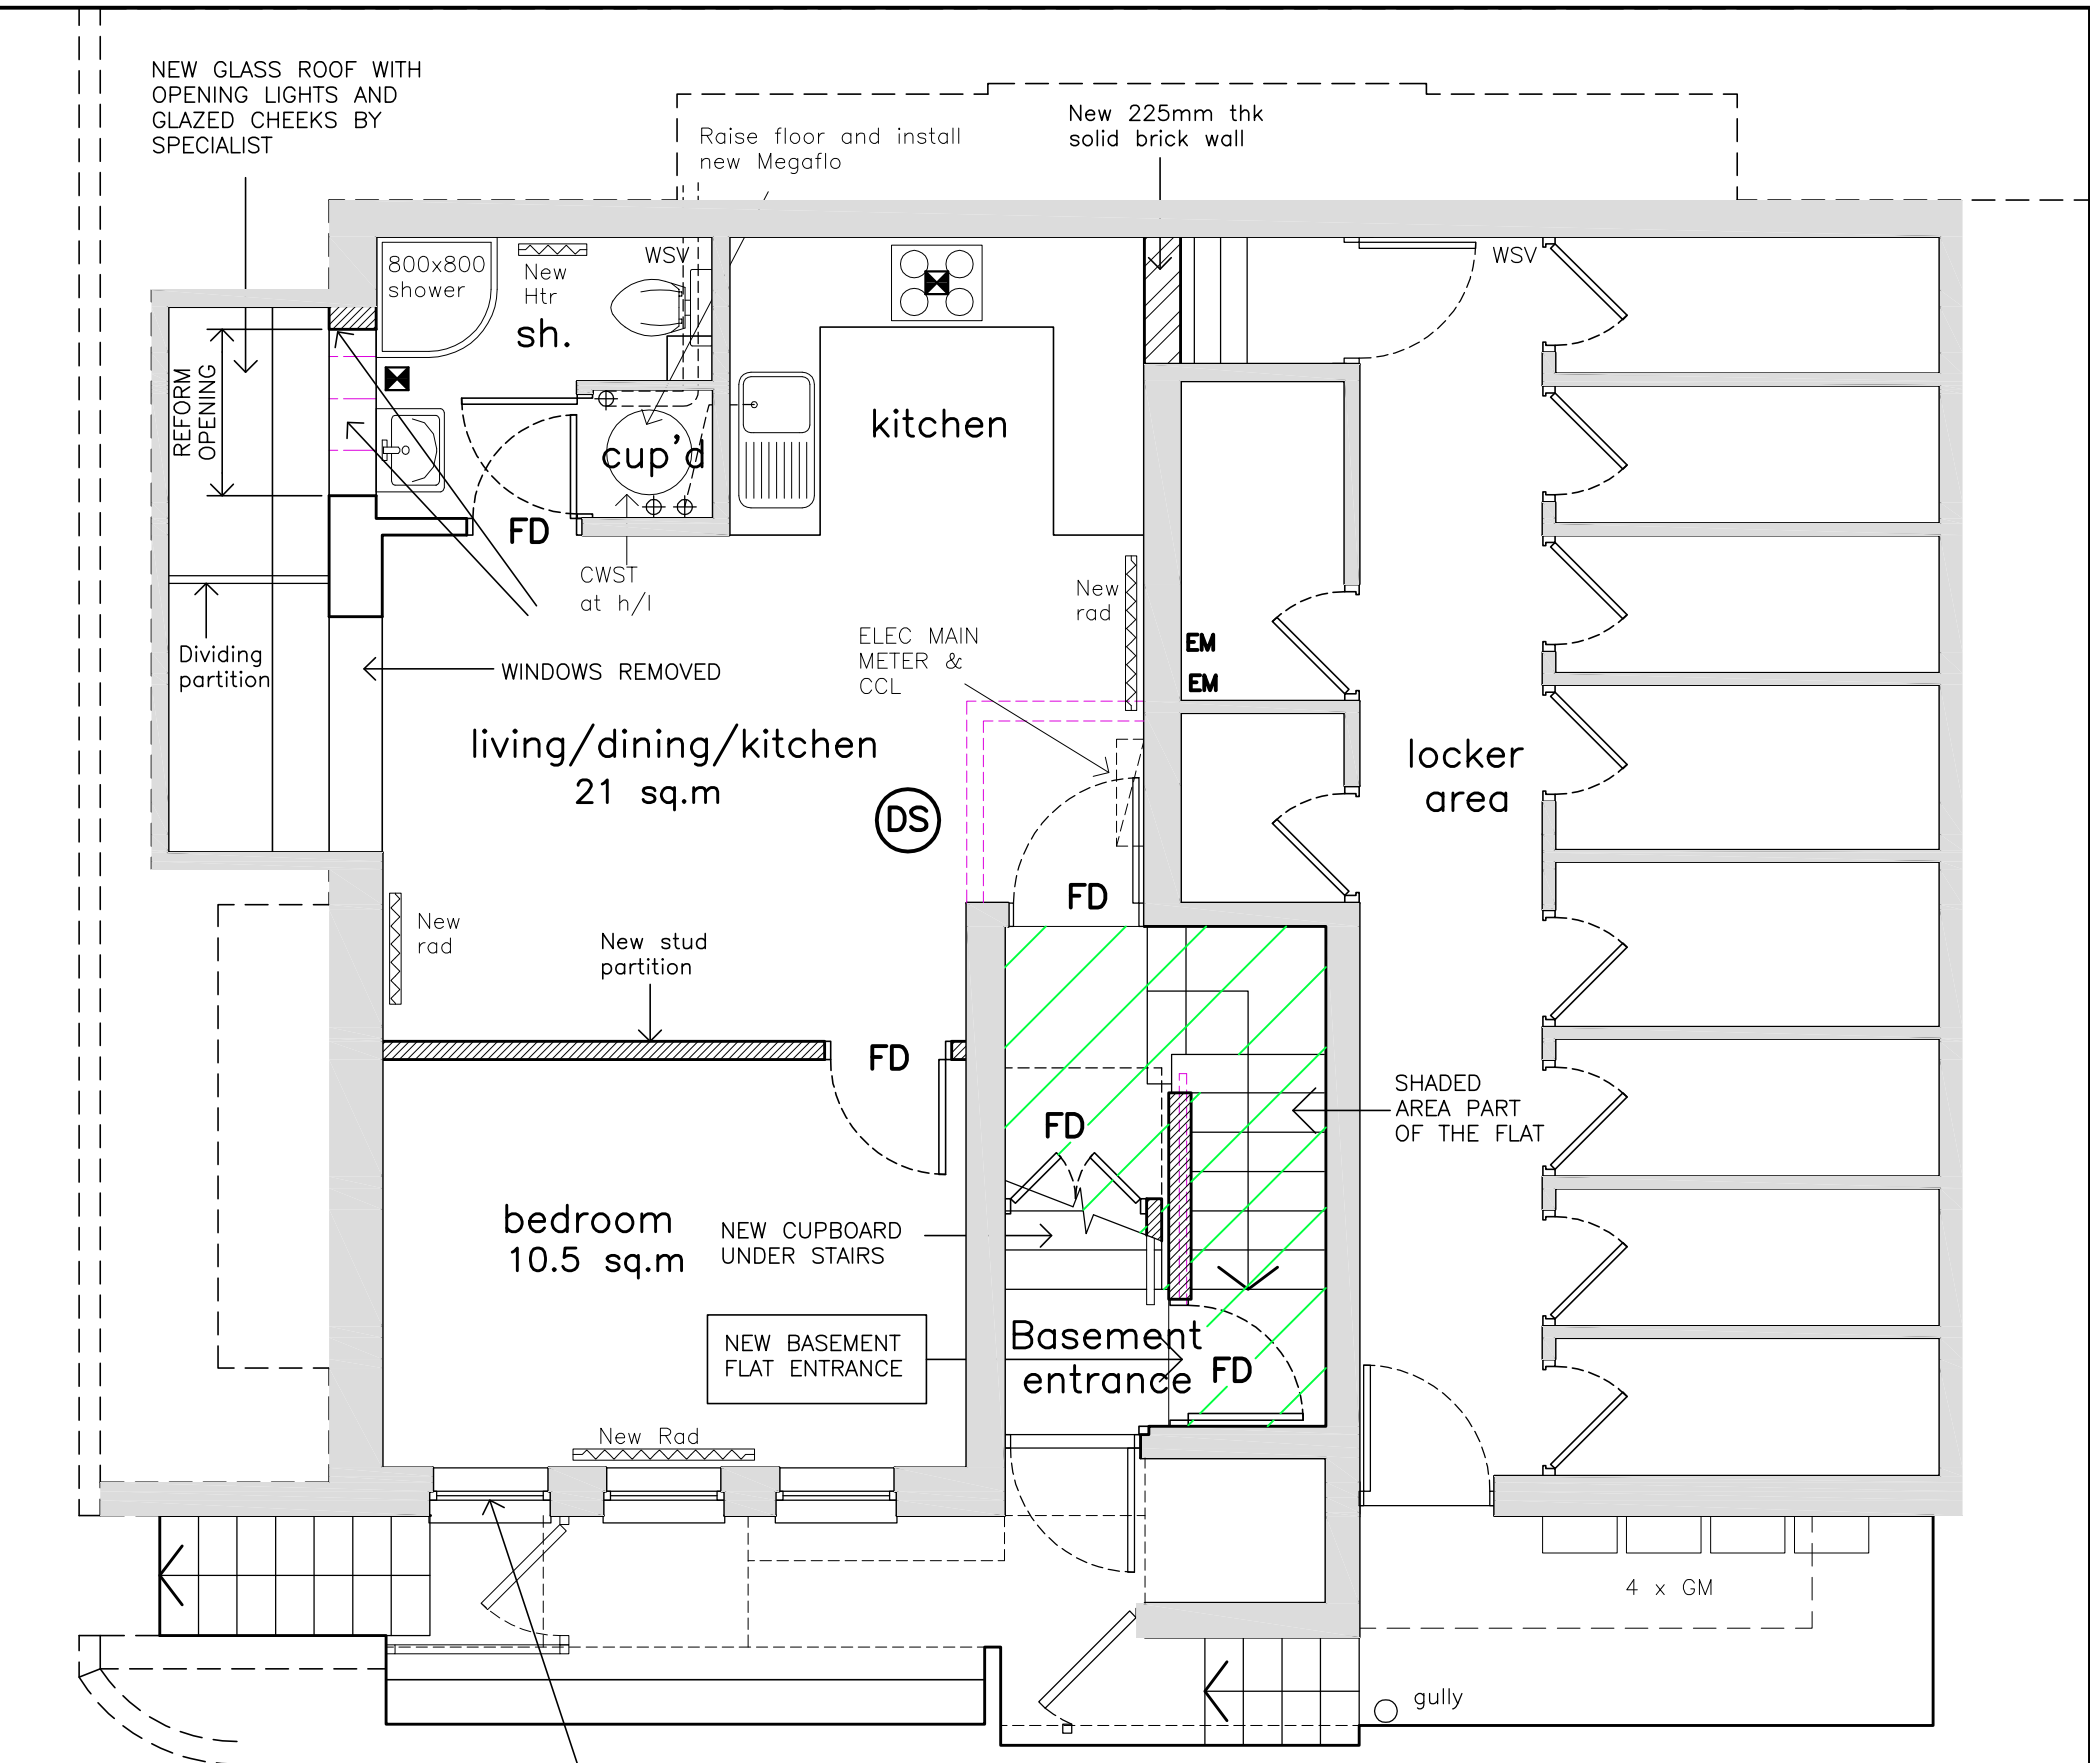 NEW GLASS ROOF WITH
OPENING LIGHTS AND
GLAZED CHEEKS BY
SPECIALIST
Raise floor and install
new Megaflo
New 225mm thk
solid brick wall
800x800
shower
New
Htr
WSV
sh.
WSV
REFORM
OPENING
kitchen
cup'd
FD
CWST
at h/l
New
rad
ELEC MAIN
METER &
CCL
EM
EM
Dividing
partition
WINDOWS REMOVED
living/dining/kitchen
21 sq.m
DS
locker
area
FD
New
rad
New stud
partition
FD
SHADED
AREA PART
OF THE FLAT
FD
bedroom
10.5 sq.m
NEW CUPBOARD
UNDER STAIRS
NEW BASEMENT
FLAT ENTRANCE
Basement
entrance
FD
New Rad
4 x GM
gully